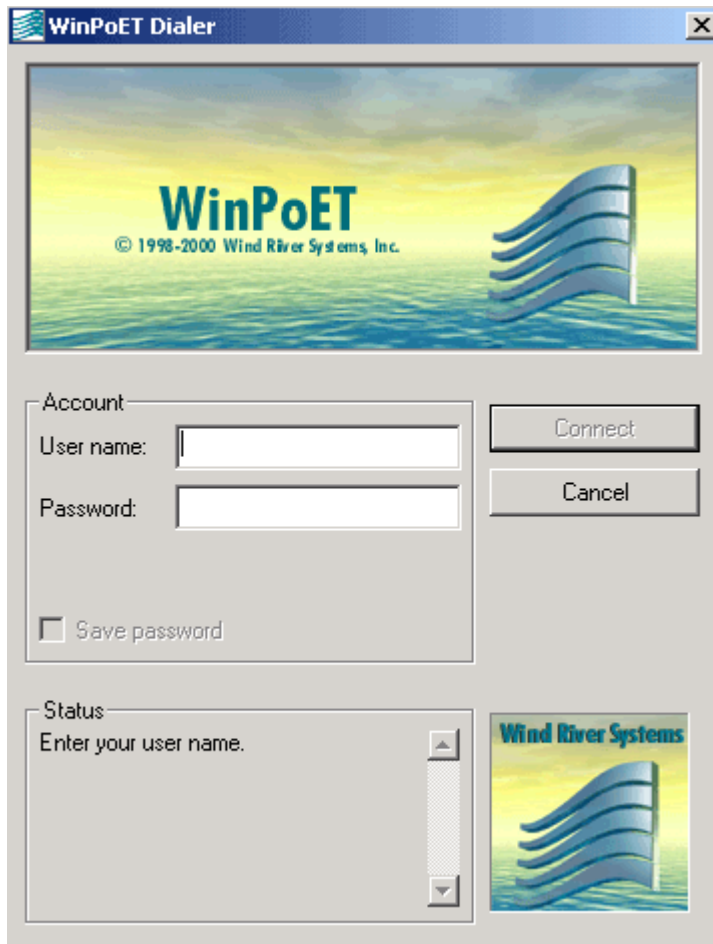 WinPoET Dialer
WinPoET
© 1998-2000 Wind River Systems, Inc.
Account
User name:
Connect
Password:
Cancel
Save password
Status
Enter your user name.
Wind River Systems